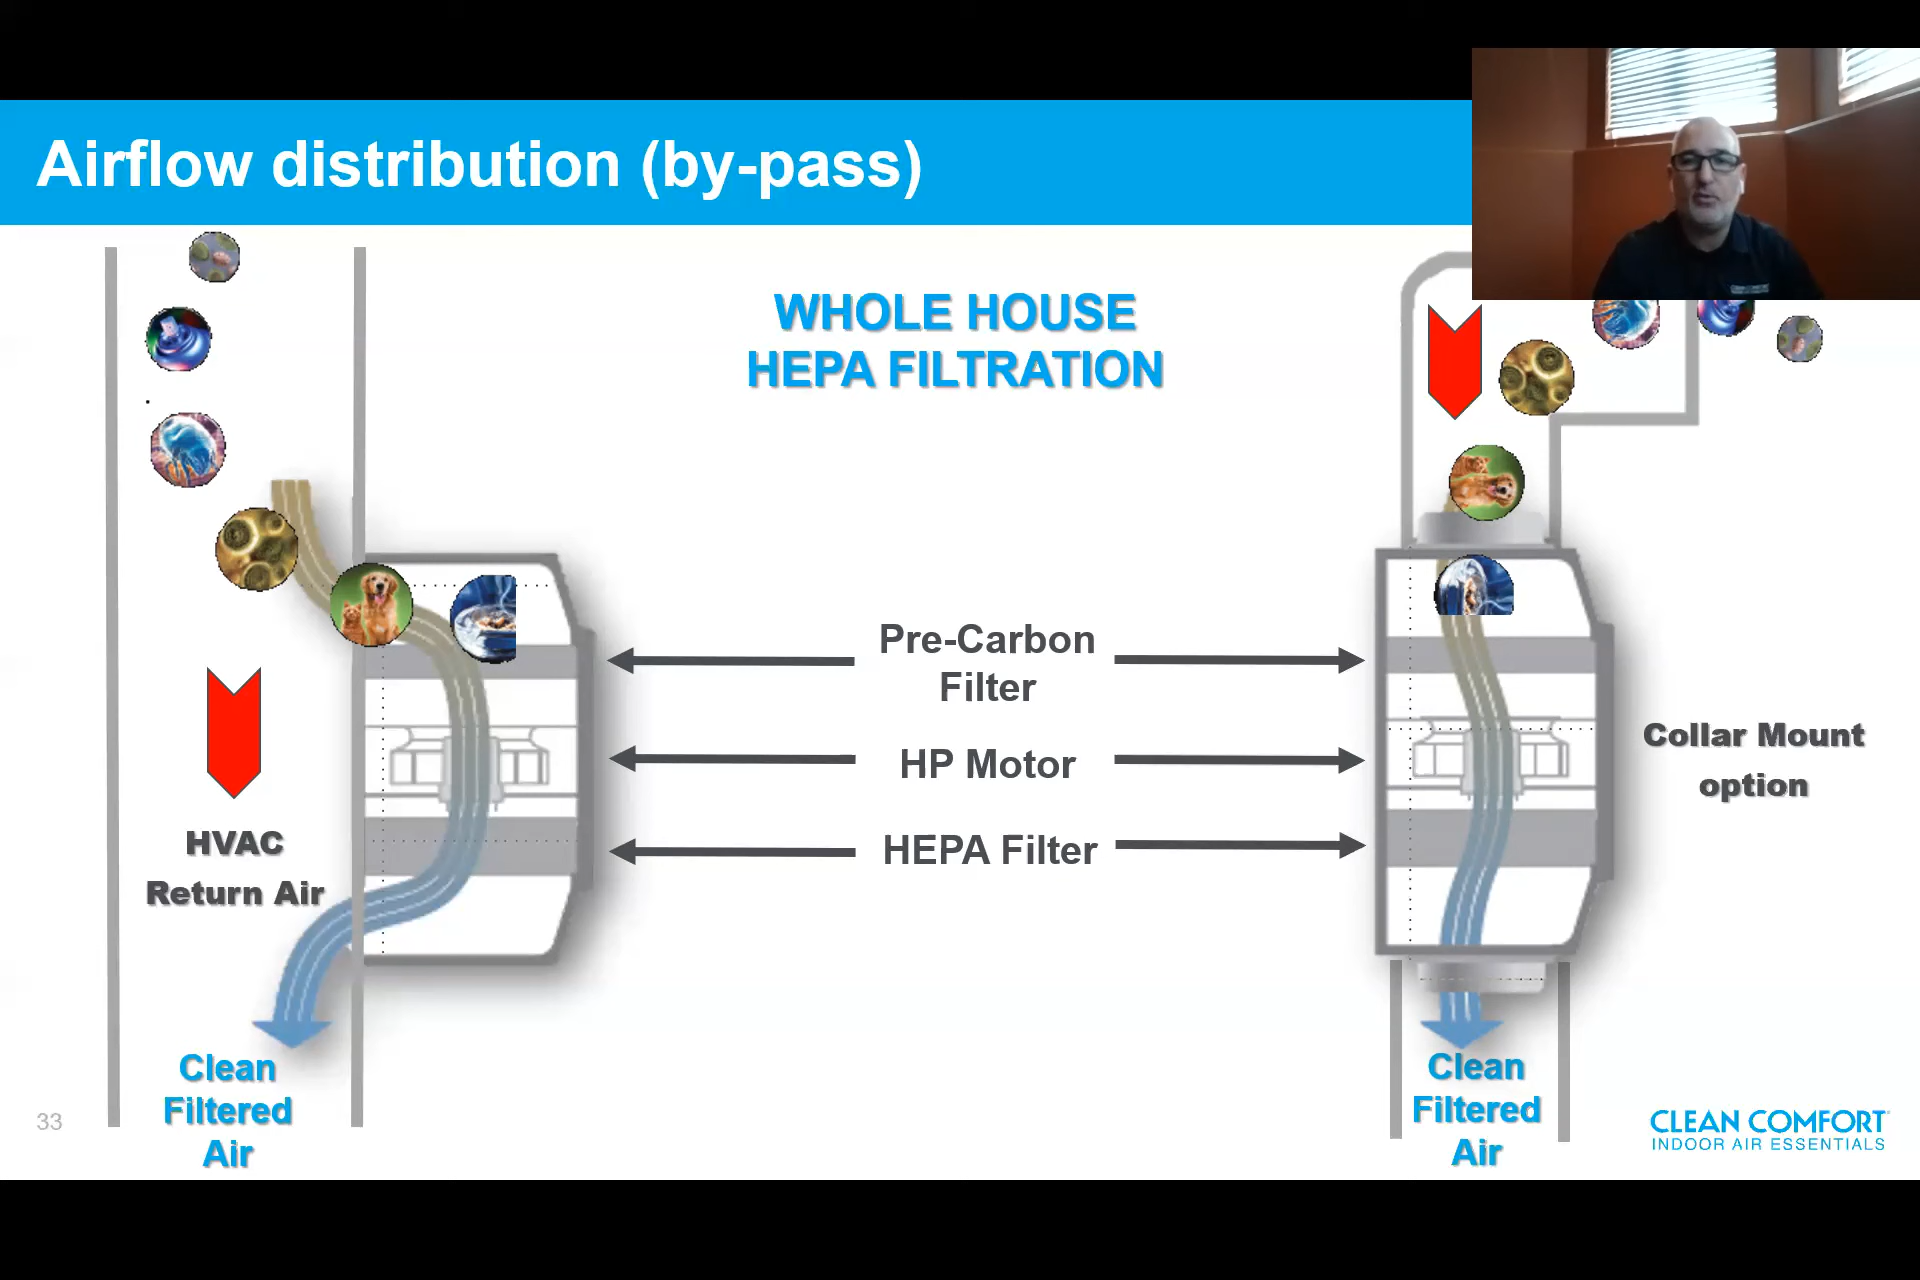 Airflow distribution (by-pass)
WHOLE HOUSE
HEPA FILTRATION
Pre-Carbon
Filter
HP Motor
HEPA Filter
Collar Mount
option
HVAC
Return Air
Clean
Filtered
Air
Clean
Filtered
Air
33
CLEAN COMFORT
INDOOR AIR ESSENTIALS